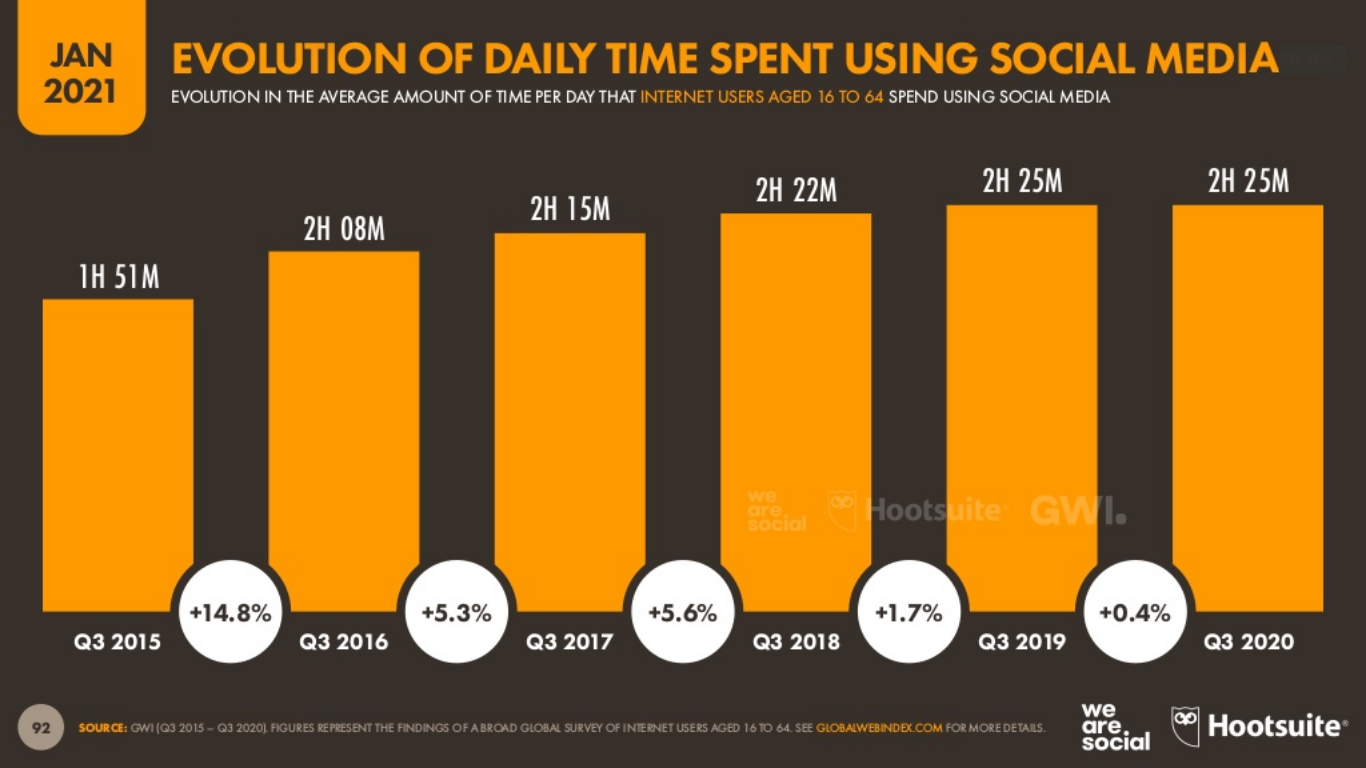 JAN
2021
EVOLUTION OF DAILY TIME SPENT USING SOCIAL MEDIA
EVOLUTION IN THE AVERAGE AMOUNT OF TIME PER DAY THAT INTERNET USERS AGED 16 TO 64 SPEND USING SOCIAL MEDIA
1H 51M
2H 08M
2H 15M
2H 22M
2H 25M
2H 25M
we
are.
social
Hootsuite®
GWI.
+14.8%
+5.3%
+5.6%
+1.7%
+0.4%
Q3 2015
Q3 2016
Q3 2017
Q3 2018
Q3 2019
Q3 2020
92
SOURCE: GWI (Q3 2015 – Q3 2020). FIGURES REPRESENT THE FINDINGS OF A BROAD GLOBAL SURVEY OF INTERNET USERS AGED 16 TO 64. SEE GLOBALWEBINDEX.COM FOR MORE DETAILS.
we
are.
social
Hootsuite®